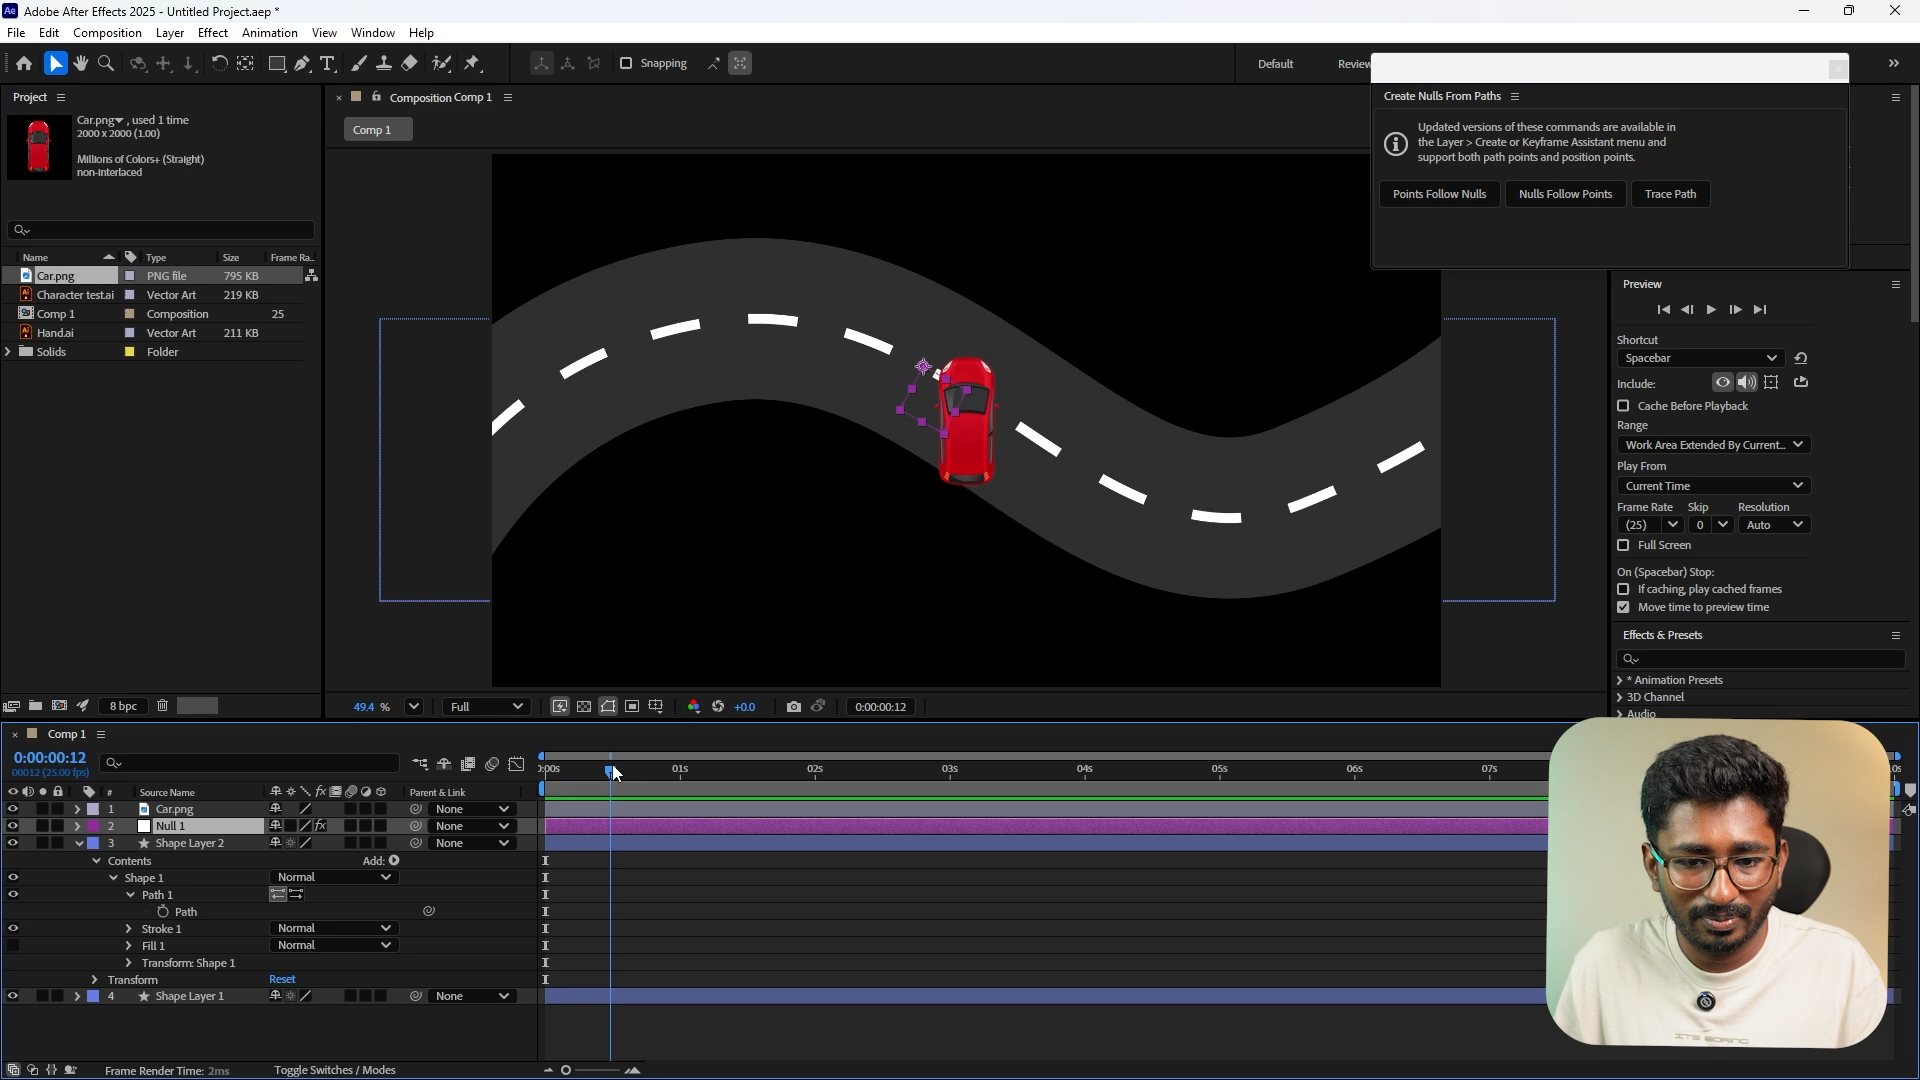 Adobe After Effects 2025 - Untitled Project.aep *
File Edit Composition Layer Effect Animation View Window Help
Snapping
Default
Review
Project
Car.png , used 1 time
2000 x 2000 (1.00)
Millions of Colors+ (Straight)
non-interlaced
Name Type Size Frame Ra..
Car.png PNG file 795 KB
Character test.ai Vector Art 219 KB
Comp 1 Composition 25
Hand.ai Vector Art 211 KB
Solids Folder
8 bpc
Composition Comp 1
Comp 1
49.4 %
Full
+0.0
0:00:00:12
Create Nulls From Paths
Updated versions of these commands are available in
the Layer > Create or Keyframe Assistant menu and
support both path points and position points.
Points Follow Nulls
Nulls Follow Points
Trace Path
Preview
Shortcut
Spacebar
Include:
Cache Before Playback
Range
Work Area Extended By Current...
Play From
Current Time
Frame Rate Skip Resolution
(25) 0 Auto
Full Screen
On (Spacebar) Stop:
If caching, play cached frames
Move time to preview time
Effects & Presets
* Animation Presets
3D Channel
Audio
Comp 1
0:00:00:12
00012 (25.00 fps)
# Source Name fx Parent & Link
1 Car.png None
2 Null 1 fx None
3 Shape Layer 2 None
Contents Add:
Shape 1 Normal
Path 1
Path
Stroke 1 Normal
Fill 1 Normal
Transform: Shape 1
Transform Reset
4 Shape Layer 1 None
01s 02s 03s 04s 05s 06s 07s
Frame Render Time: 2ms
Toggle Switches / Modes